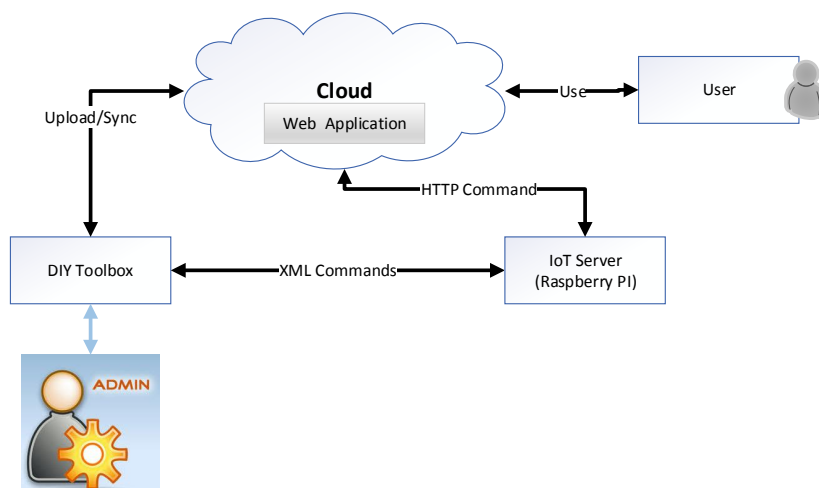 Cloud
Web Application
Use
User
Upload/Sync
HTTP Command
DIY Toolbox
XML Commands
IoT Server
(Raspberry PI)
ADMIN